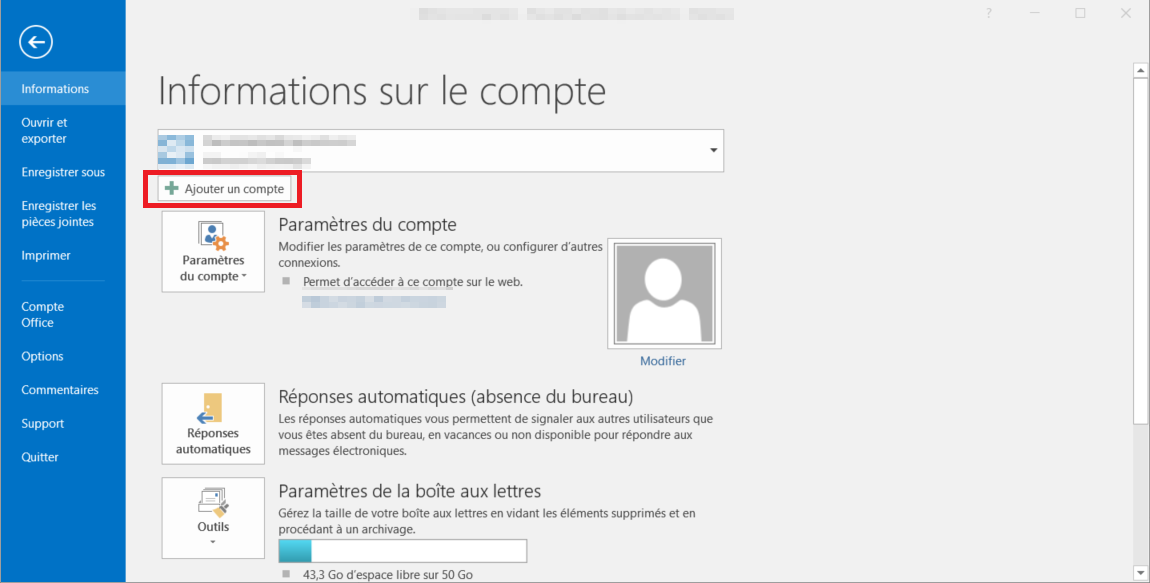 ?
Informations sur le compte
Informations
Ouvrir et
exporter
Enregistrer sous
Enregistrer les
pièces jointes
Imprimer
Compte
Office
Options
Commentaires
Support
Quitter
Ajouter un compte
Paramètres
du compte
Paramètres du compte
Modifier les paramètres de ce compte, ou configurer d'autres
connexions.
Permet d'accéder à ce compte sur le web.
Modifier
Réponses
automatiques
Réponses automatiques (absence du bureau)
Les réponses automatiques vous permettent de signaler aux autres utilisateurs que
vous êtes absent du bureau, en vacances ou non disponible pour répondre aux
messages électroniques.
Outils
Paramètres de la boîte aux lettres
Gérez la taille de votre boîte aux lettres en vidant les éléments supprimés et en
procédant à un archivage.
43,3 Go d'espace libre sur 50 Go